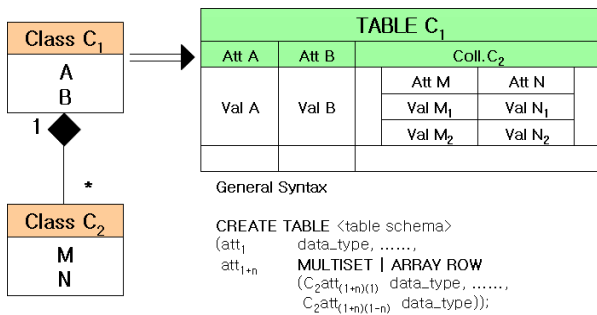 Class C₁
A
B
1
*
Class C₂
M
N
TABLE C₁
Att A Att B Coll.C₂
Att M Att N
Val A Val B Val M₁ Val N₁
Val M₂ Val N₂
General Syntax
CREATE TABLE <table schema>
(att₁ data_type, ......,
att₁₊ₙ MULTISET | ARRAY ROW
(C₂att₍₁₊ₙ₎₍₁₎ data_type, ......,
C₂att₍₁₊ₙ₎₍₁₋ₙ₎ data_type));